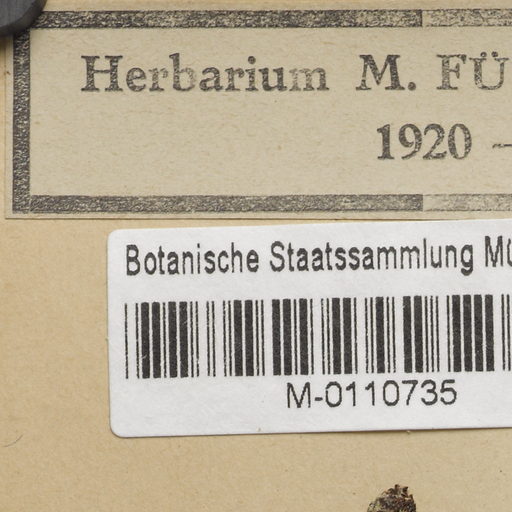 Herbarium M. FÜ
1920 –
Botanische Staatssammlung Mü
M-0110735